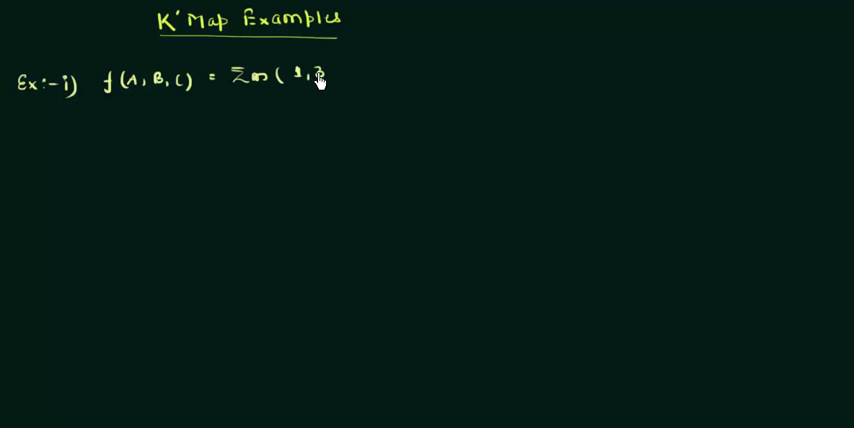 K' Map Examples
Ex:- i) f(A, B, C) = Σm( 1, 3